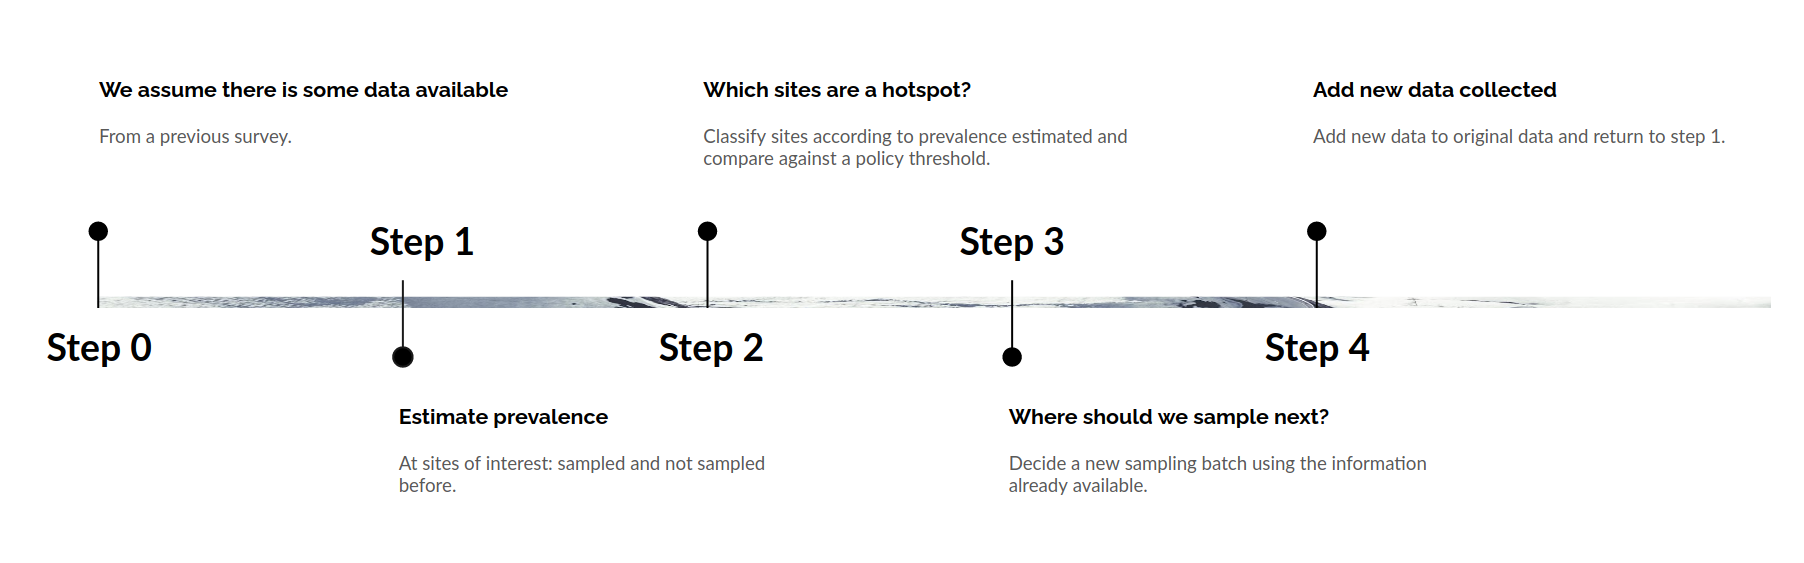 We assume there is some data available
From a previous survey.
Which sites are a hotspot?
Classify sites according to prevalence estimated and
compare against a policy threshold.
Add new data collected
Add new data to original data and return to step 1.
Step 1
Step 3
Step 0
Step 2
Step 4
Estimate prevalence
At sites of interest: sampled and not sampled
before.
Where should we sample next?
Decide a new sampling batch using the information
already available.